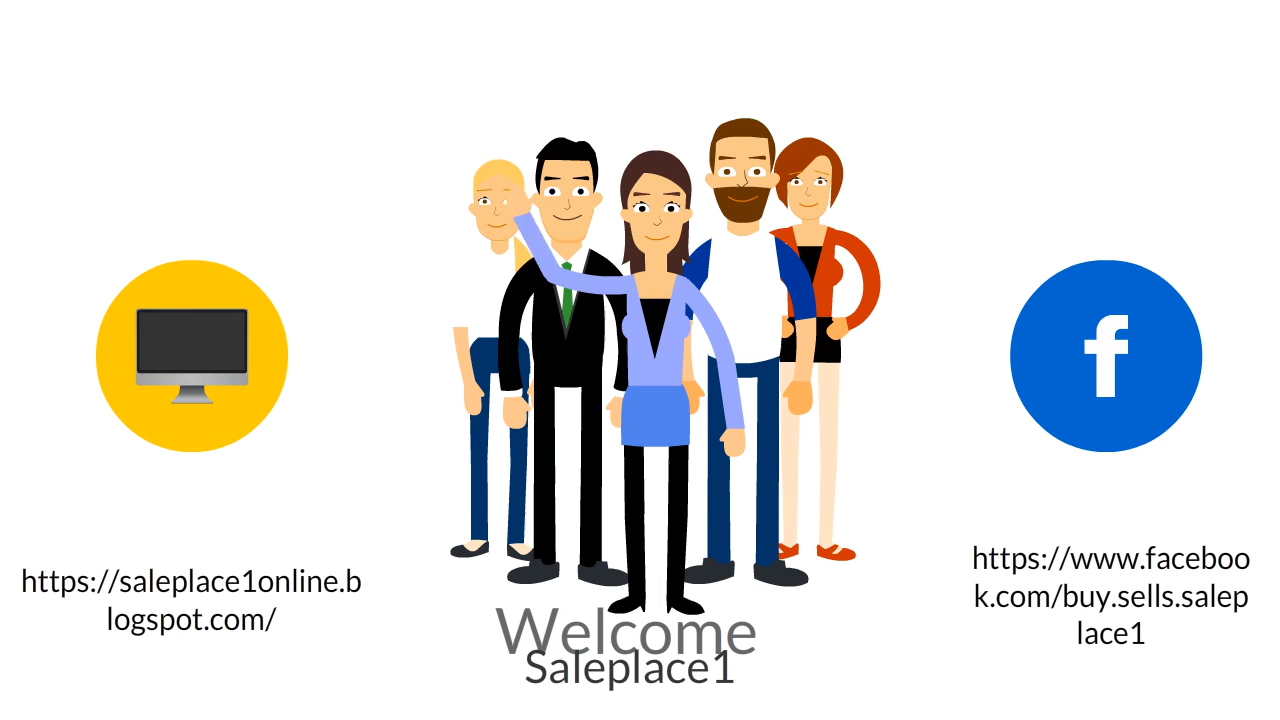 https://saleplace1online.b
logspot.com/
f
https://www.faceboo
k.com/buy.sells.salep
lace1
Welcome
Saleplace1